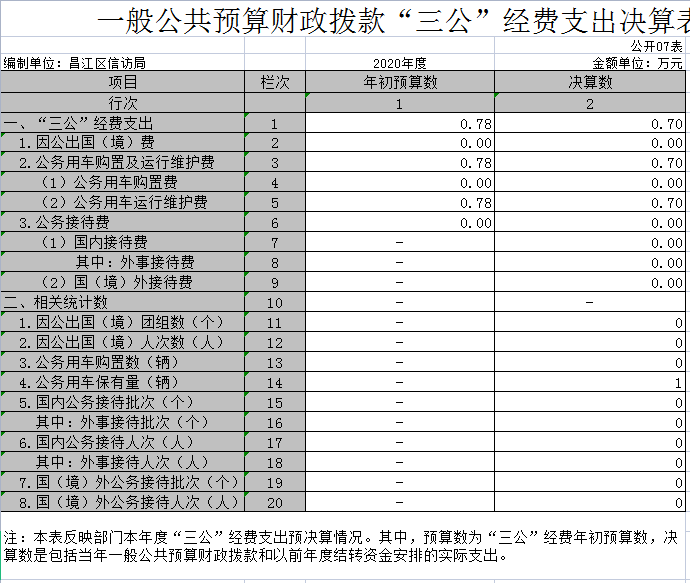 一般公共预算财政拨款“三公”经费支出决算表
公开07表
编制单位：昌江区信访局 2020年度 金额单位：万元
项目 栏次 年初预算数 决算数
行次 1 2
一、“三公”经费支出 1 0.78 0.70
1.因公出国（境）费 2 0.00 0.00
2.公务用车购置及运行维护费 3 0.78 0.70
（1）公务用车购置费 4 0.00 0.00
（2）公务用车运行维护费 5 0.78 0.70
3.公务接待费 6 0.00 0.00
（1）国内接待费 7 - 0.00
其中：外事接待费 8 - 0.00
（2）国（境）外接待费 9 - 0.00
二、相关统计数 10 - -
1.因公出国（境）团组数（个） 11 - 0
2.因公出国（境）人次数（人） 12 - 0
3.公务用车购置数（辆） 13 - 0
4.公务用车保有量（辆） 14 - 1
5.国内公务接待批次（个） 15 - 0
其中：外事接待批次（个） 16 - 0
6.国内公务接待人次（人） 17 - 0
其中：外事接待人次（人） 18 - 0
7.国（境）外公务接待批次（个） 19 - 0
8.国（境）外公务接待人次（人） 20 - 0
注：本表反映部门本年度“三公”经费支出预决算情况。其中，预算数为“三公”经费年初预算数，决
算数是包括当年一般公共预算财政拨款和以前年度结转资金安排的实际支出。